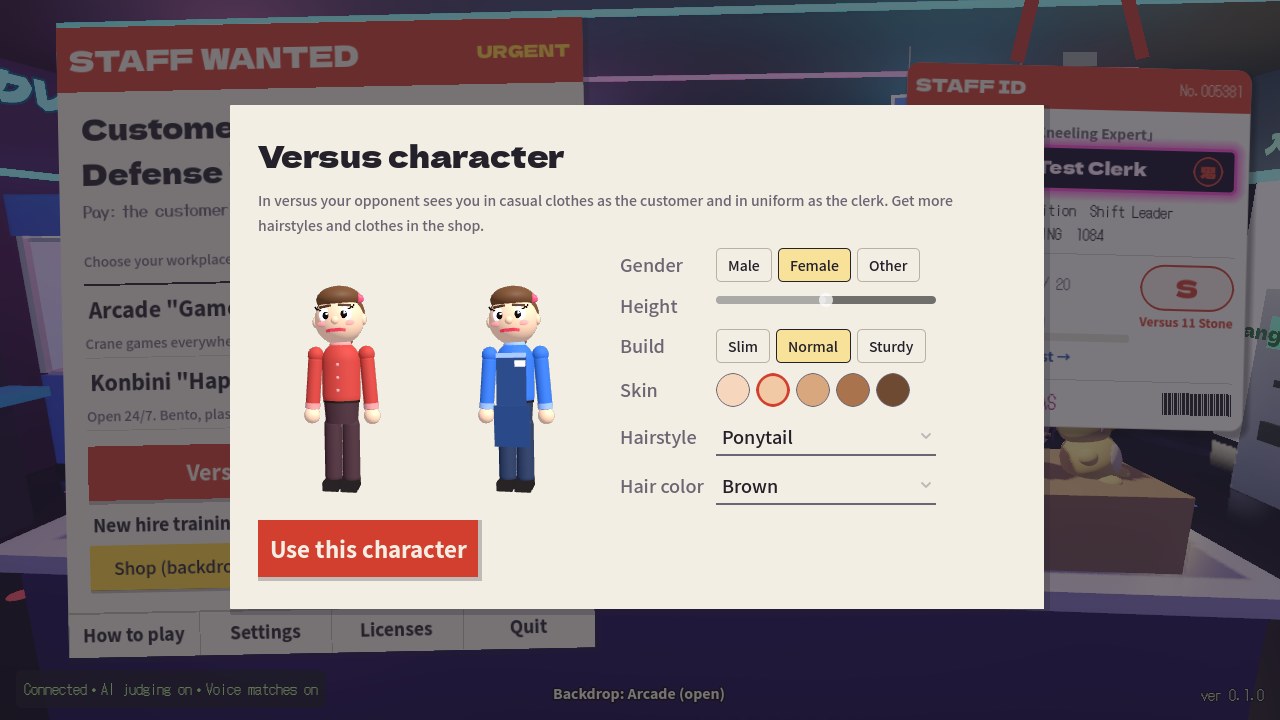 STAFF WANTED
URGENT
STAFF ID
No. 005381
Custome
Defense
Pay: the customer
Versus character
In versus your opponent sees you in casual clothes as the customer and in uniform as the clerk. Get more
hairstyles and clothes in the shop.
Choose your workplace
Arcade "Game
Crane games everywhe
Konbini "Hap
Open 24/7. Bento, plas
Vers
New hire trainin
Shop (backdro
Gender
Male
Female
Other
Height
Build
Slim
Normal
Sturdy
Skin
Hairstyle
Ponytail
Hair color
Brown
Use this character
neeling Expert」
Test Clerk
ition Shift Leader
NG 1084
/ 20
S
Versus 11 Stone
st →
AS
How to play
Settings
Licenses
Quit
Connected • AI judging on • Voice matches on
Backdrop: Arcade (open)
ver 0.1.0